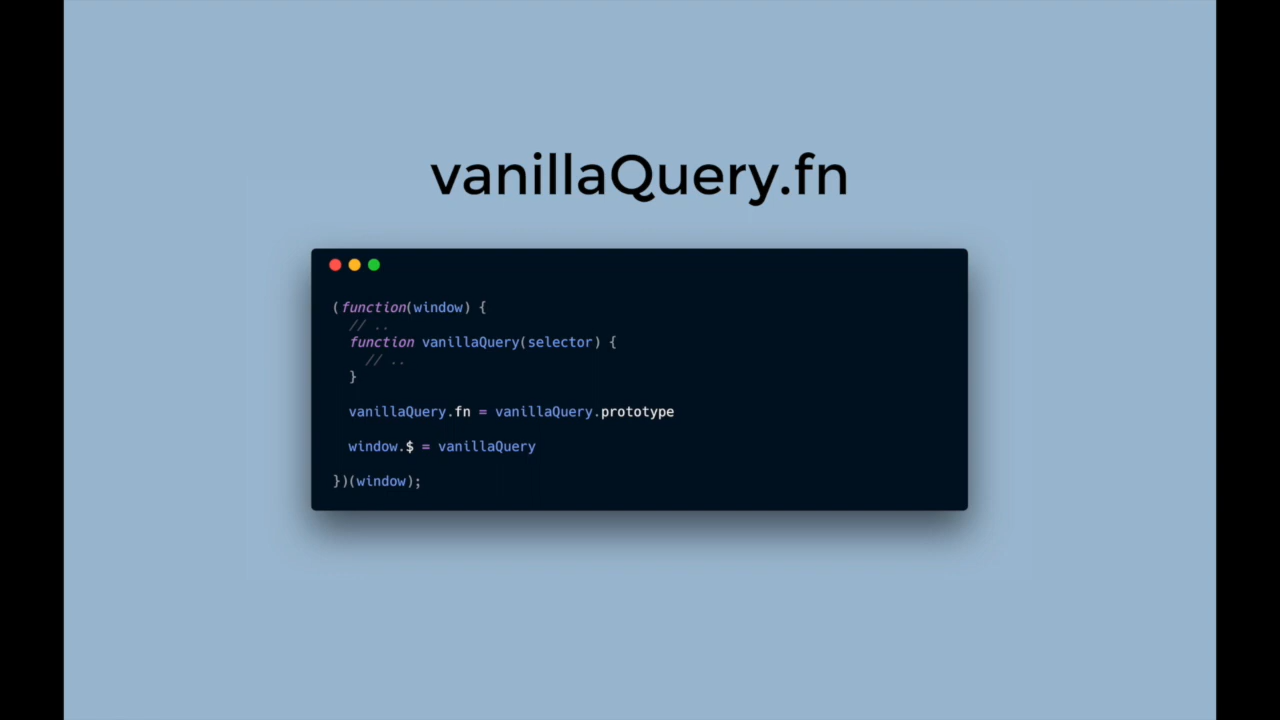 vanillaQuery.fn
(function(window) {
// ..
function vanillaQuery(selector) {
// ..
}
vanillaQuery.fn = vanillaQuery.prototype
window.$ = vanillaQuery
})(window);